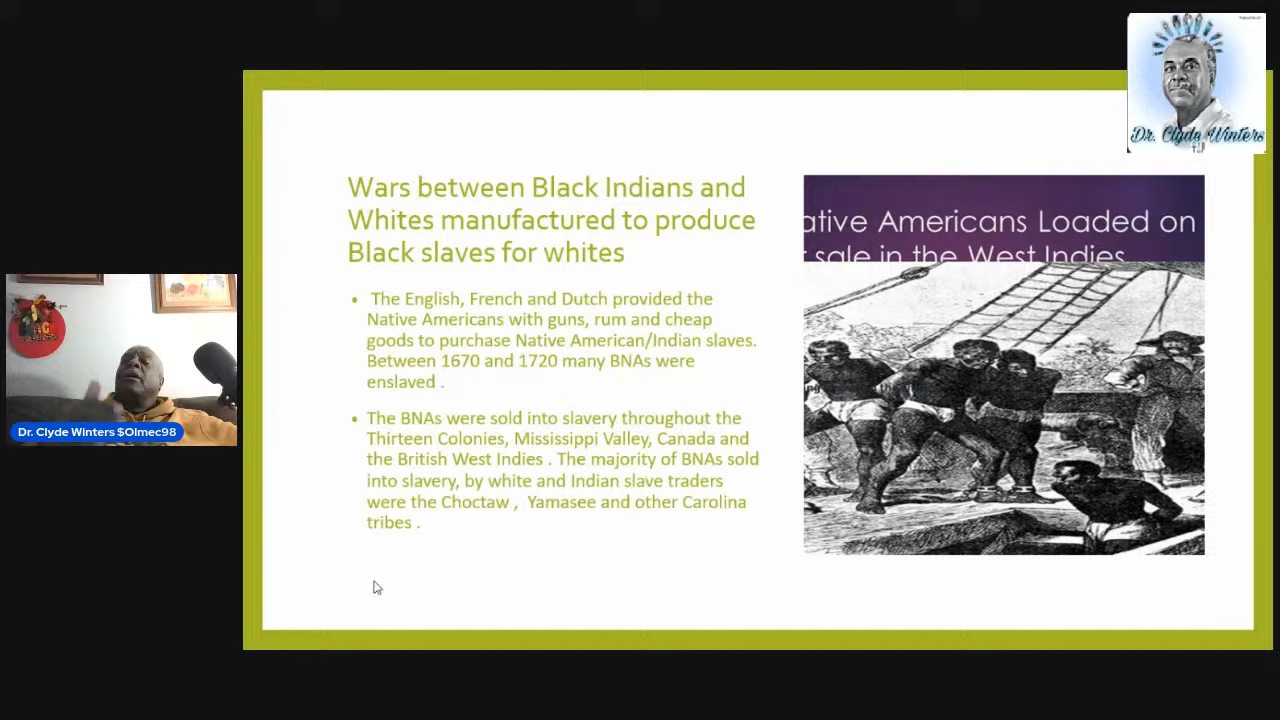 Dr. Clyde Winters
Wars between Black Indians and
Whites manufactured to produce
Black slaves for whites
• The English, French and Dutch provided the
Native Americans with guns, rum and cheap
goods to purchase Native American/Indian slaves.
Between 1670 and 1720 many BNAs were
enslaved .
• The BNAs were sold into slavery throughout the
Thirteen Colonies, Mississippi Valley, Canada and
the British West Indies . The majority of BNAs sold
into slavery, by white and Indian slave traders
were the Choctaw , Yamasee and other Carolina
tribes .
ative Americans Loaded on
sale in the West Indies
Dr. Clyde Winters $Olmec98